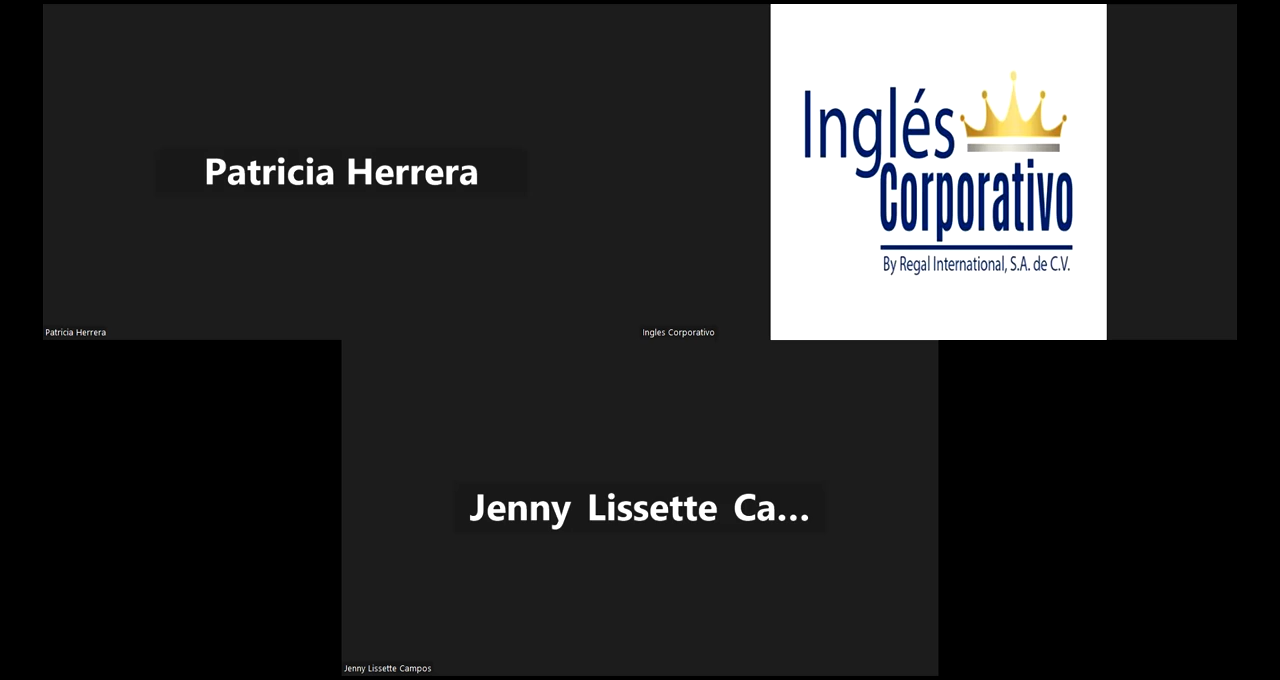 Patricia Herrera
Inglés
Corporativo
By Regal International, S.A. de C.V.
Patricia Herrera
Ingles Corporativo
Jenny Lissette Ca...
Jenny Lissette Campos